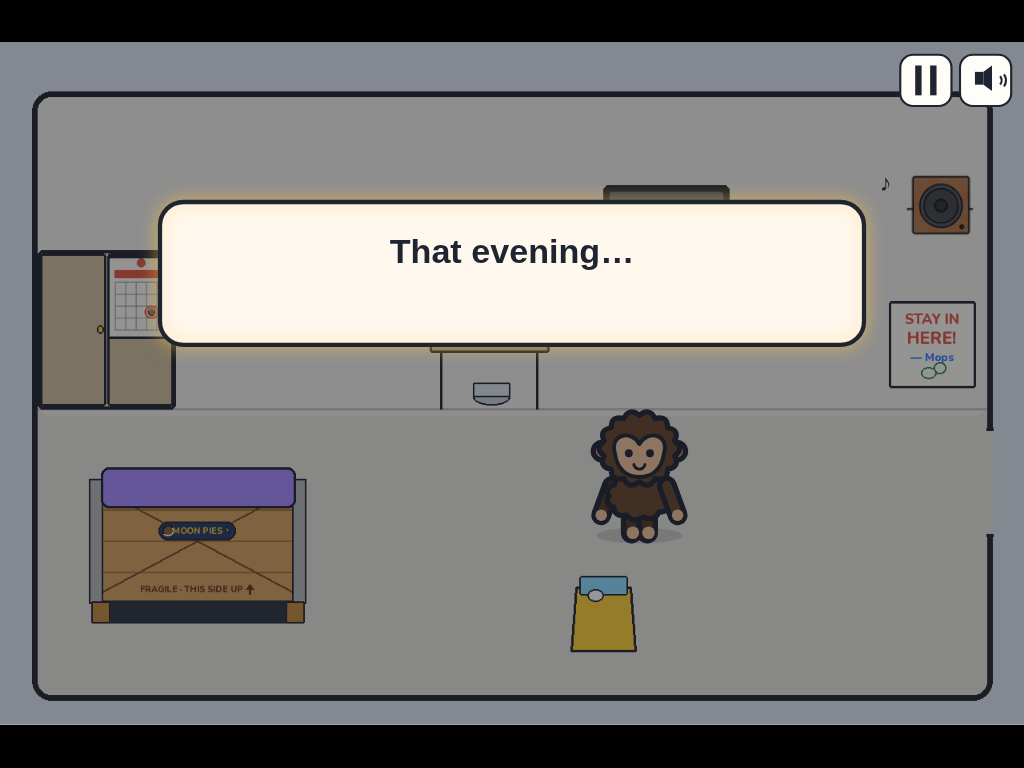 That evening…
STAY IN
HERE!
— Mops
MOON PIES
FRAGILE · THIS SIDE UP